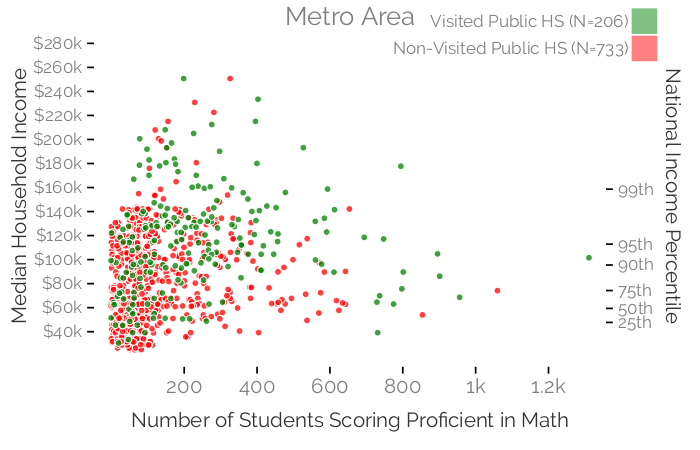 Metro Area
Visited Public HS (N=206)
Non-Visited Public HS (N=733)
Median Household Income
$280k
$260k
$240k
$220k
$200k
$180k
$160k
$140k
$120k
$100k
$80k
$60k
$40k
National Income Percentile
99th
95th
90th
75th
50th
25th
200
400
600
800
1k
1.2k
Number of Students Scoring Proficient in Math